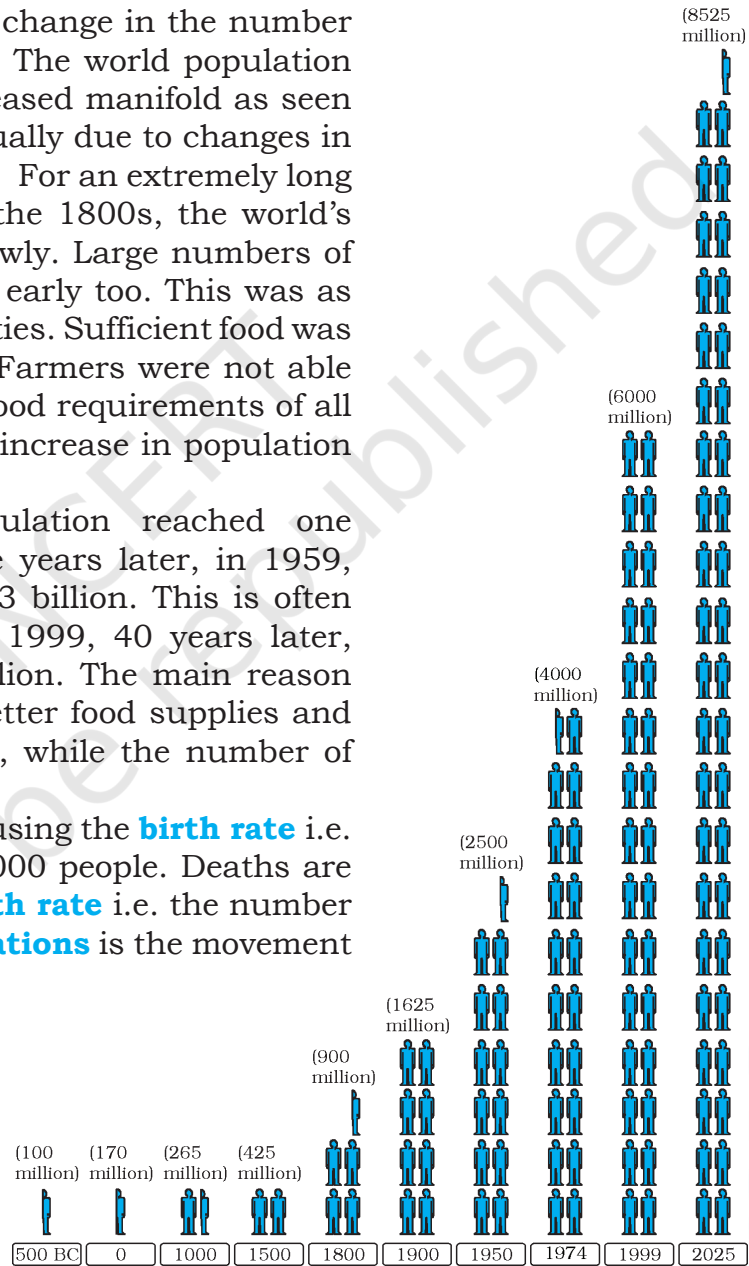 change in the number
The world population
eased manifold as seen
ually due to changes in
For an extremely long
the 1800s, the world's
wly. Large numbers of
early too. This was as
ties. Sufficient food was
Farmers were not able
ood requirements of all
increase in population
pulation reached one
e years later, in 1959,
3 billion. This is often
1999, 40 years later,
lion. The main reason
etter food supplies and
, while the number of
using the birth rate i.e.
000 people. Deaths are
th rate i.e. the number
ations is the movement
(8525
million)
(6000
million)
(4000
million)
(2500
million)
(1625
million)
(900
million)
(100
million)
(170
million)
(265
million)
(425
million)
500 BC
0
1000
1500
1800
1900
1950
1974
1999
2025
NCERT
be republished